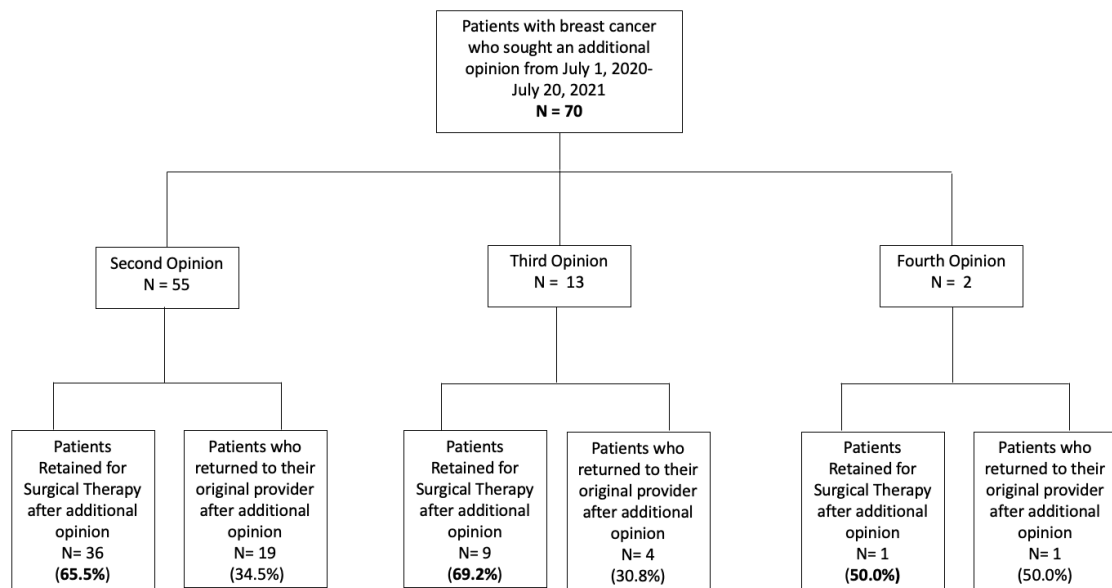 Patients with breast cancer
who sought an additional
opinion from July 1, 2020-
July 20, 2021
N = 70
Second Opinion
N = 55
Third Opinion
N =  13
Fourth Opinion
N =  2
Patients
Retained for
Surgical Therapy
after additional
opinion
N= 36
(65.5%)
Patients who
returned to their
original provider
after additional
opinion
N= 19
(34.5%)
Patients
Retained for
Surgical Therapy
after additional
opinion
N= 9
(69.2%)
Patients who
returned to their
original provider
after additional
opinion
N= 4
(30.8%)
Patients
Retained for
Surgical Therapy
after additional
opinion
N= 1
(50.0%)
Patients who
returned to their
original provider
after additional
opinion
N= 1
(50.0%)